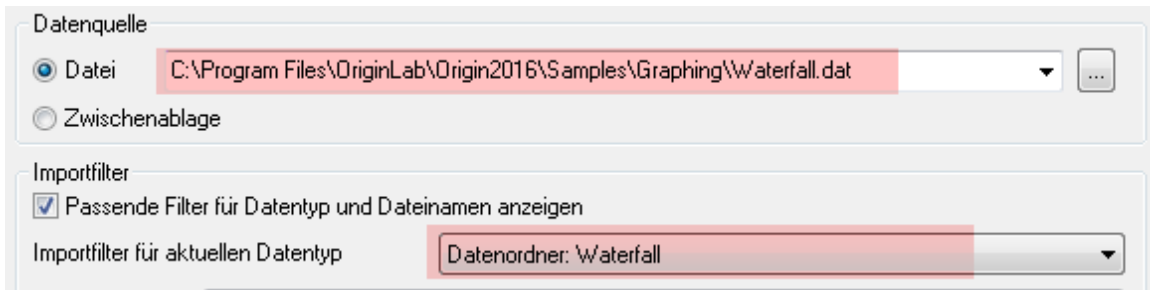 Datenquelle
Datei C:\Program Files\OriginLab\Origin2016\Samples\Graphing\Waterfall.dat ...
Zwischenablage
Importfilter
Passende Filter für Datentyp und Dateinamen anzeigen
Importfilter für aktuellen Datentyp Datenordner: Waterfall